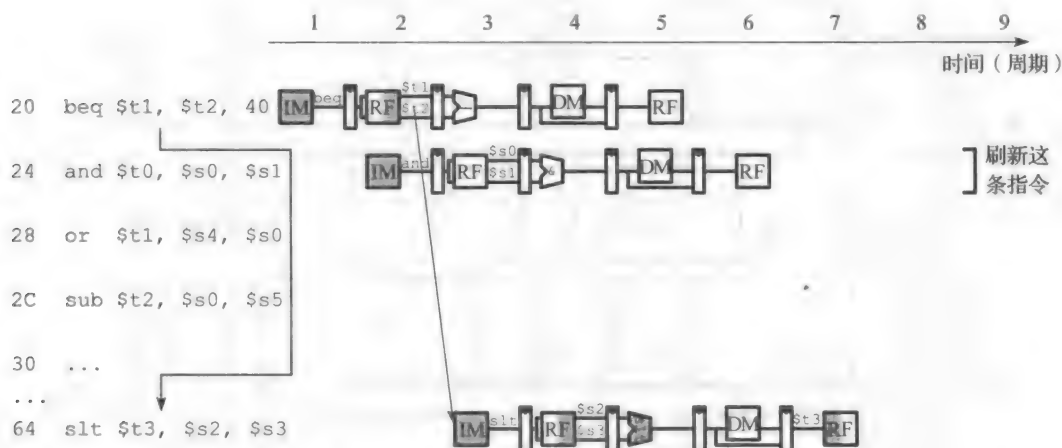 1 2 3 4 5 6 7 8 9
时间（周期）
20 beq $t1, $t2, 40 IM beq RF $t1 $t2 - DM RF
24 and $t0, $s0, $s1 IM and RF $s0 $s1 & DM RF
刷新这
条指令
28 or $t1, $s4, $s0
2C sub $t2, $s0, $s5
30 ...
...
64 slt $t3, $s2, $s3 IM slt RF $s2 $s3 DM $t3 RF